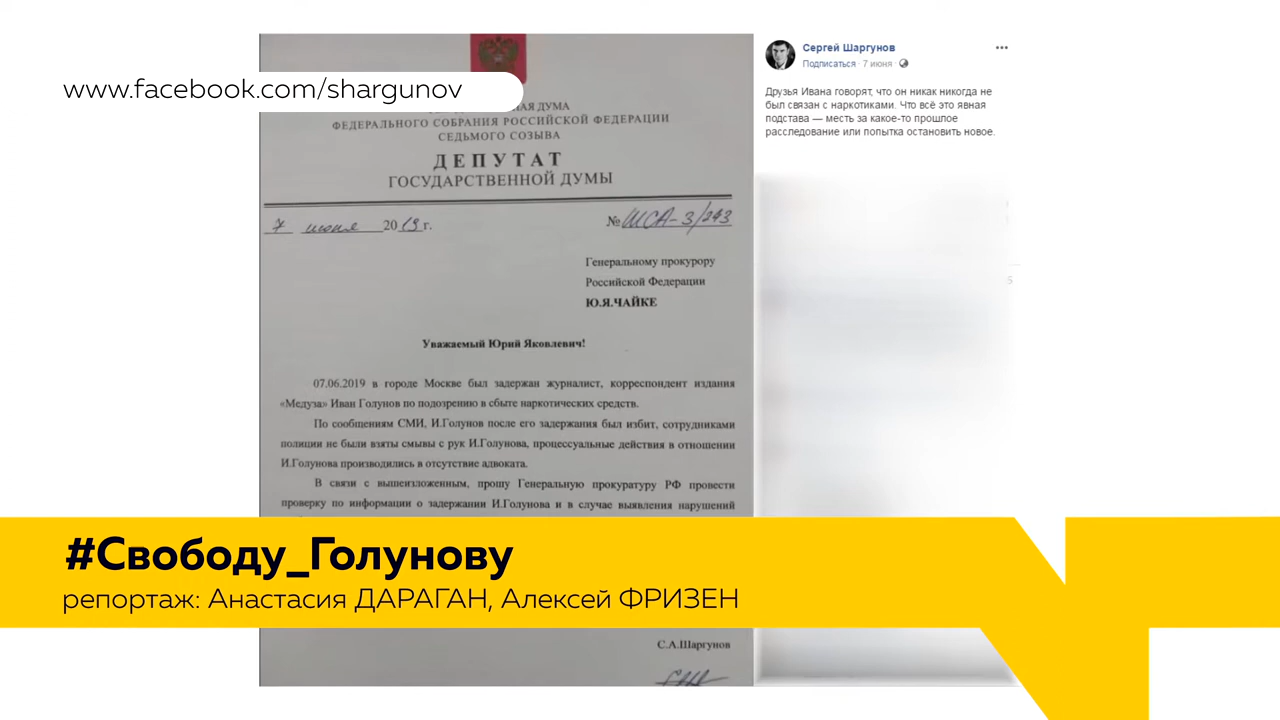 www.facebook.com/shargunov
НАЯ ДУМА
ФЕДЕРАЛЬНОГО СОБРАНИЯ РОССИЙСКОЙ ФЕДЕРАЦИИ
СЕДЬМОГО СОЗЫВА
ДЕПУТАТ
ГОСУДАРСТВЕННОЙ ДУМЫ
7 июня 2019 г.
№ ШСА-3/243
Генеральному прокурору
Российской Федерации
Ю.Я.ЧАЙКЕ
Уважаемый Юрий Яковлевич!
07.06.2019 в городе Москве был задержан журналист, корреспондент издания
«Медуза» Иван Голунов по подозрению в сбыте наркотических средств.
По сообщениям СМИ, И.Голунов после его задержания был избит, сотрудниками
полиции не были взяты смывы с рук И.Голунова, процессуальные действия в отношении
И.Голунова производились в отсутствие адвоката.
В связи с вышеизложенным, прошу Генеральную прокуратуру РФ провести
проверку по информации о задержании И.Голунова и в случае выявления нарушений
С.А.Шаргунов
Сергей Шаргунов
Подписаться · 7 июня ·
Друзья Ивана говорят, что он никак никогда не
был связан с наркотиками. Что всё это явная
подстава — месть за какое-то прошлое
расследование или попытка остановить новое.
#Свободу_Голунову
репортаж: Анастасия ДАРАГАН, Алексей ФРИЗЕН